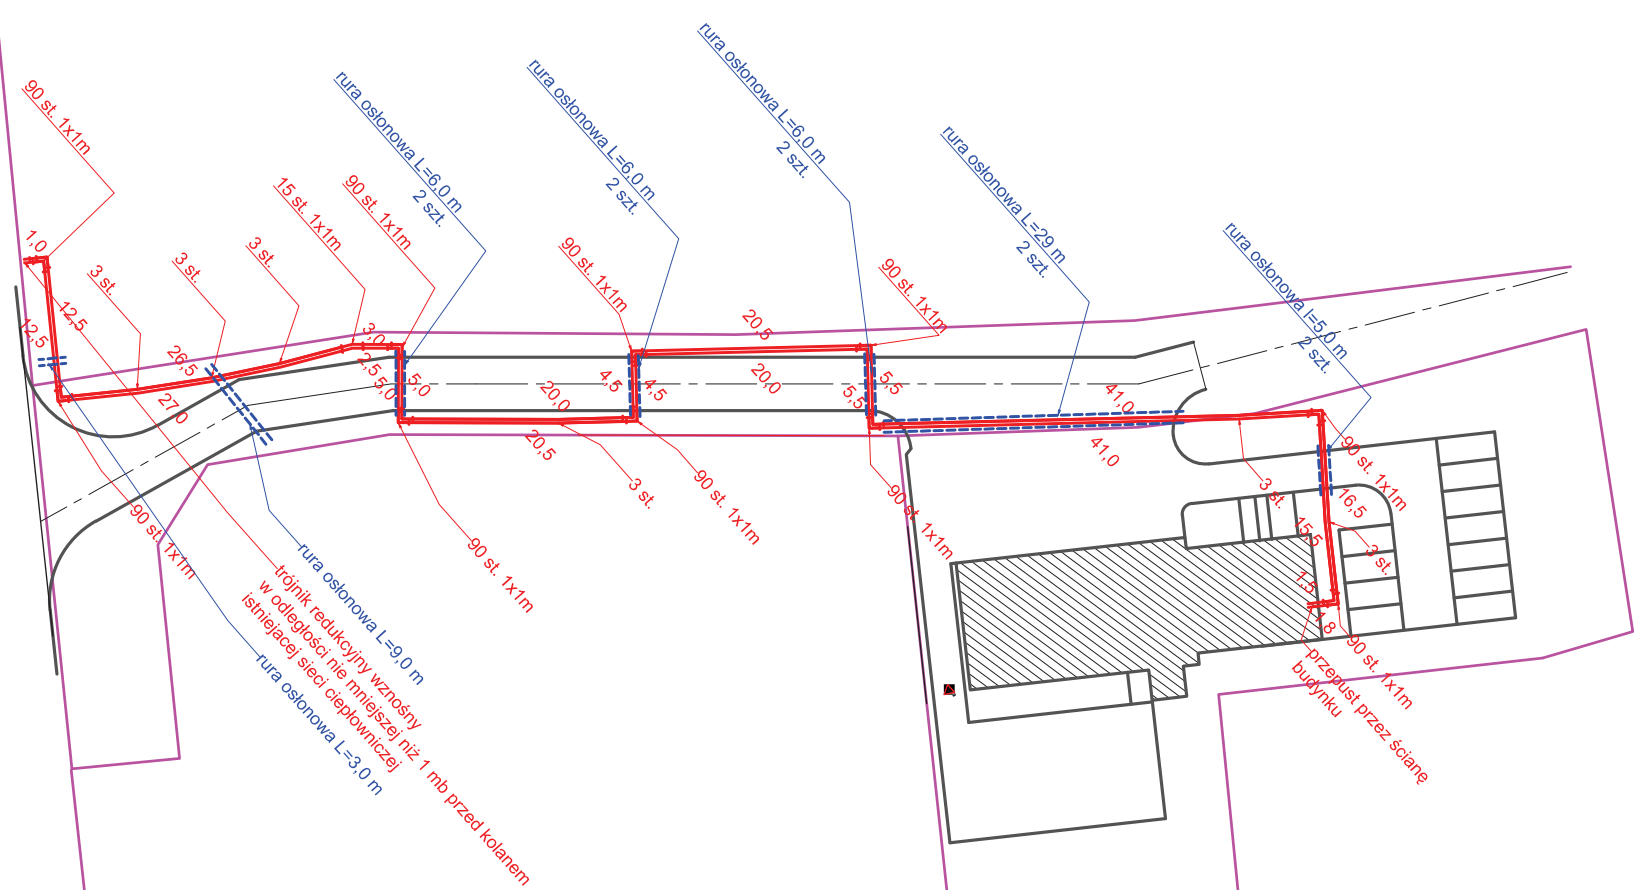 90 st. 1x1m
1,0
12,5
12,5
3 st.
3 st.
3 st.
26,5
27,0
15 st. 1x1m
90 st. 1x1m
3,0
2,5
5,0
5,0
rura osłonowa L=6,0 m
2 szt.
rura osłonowa L=6,0 m
2 szt.
rura osłonowa L=6,0 m
2 szt.
rura osłonowa L=29 m
2 szt.
rura osłonowa l=5,0 m
2 szt.
90 st. 1x1m
20,0
20,5
4,5
4,5
20,5
20,0
90 st. 1x1m
5,5
5,5
41,0
41,0
3 st.
90 st. 1x1m
90 st. 1x1m
90 st. 1x1m
3 st.
90 st. 1x1m
90 st. 1x1m
16,5
15,5
3 st.
1,5
1,8
90 st. 1x1m
przepust przez ścianę
budynku
rura osłonowa L=9,0 m
trójnik redukcyjny wznośny
w odległości nie mniejszej niż 1 mb przed kolanem
istniejacej sieci ciepłowniczej
rura osłonowa L=3,0 m